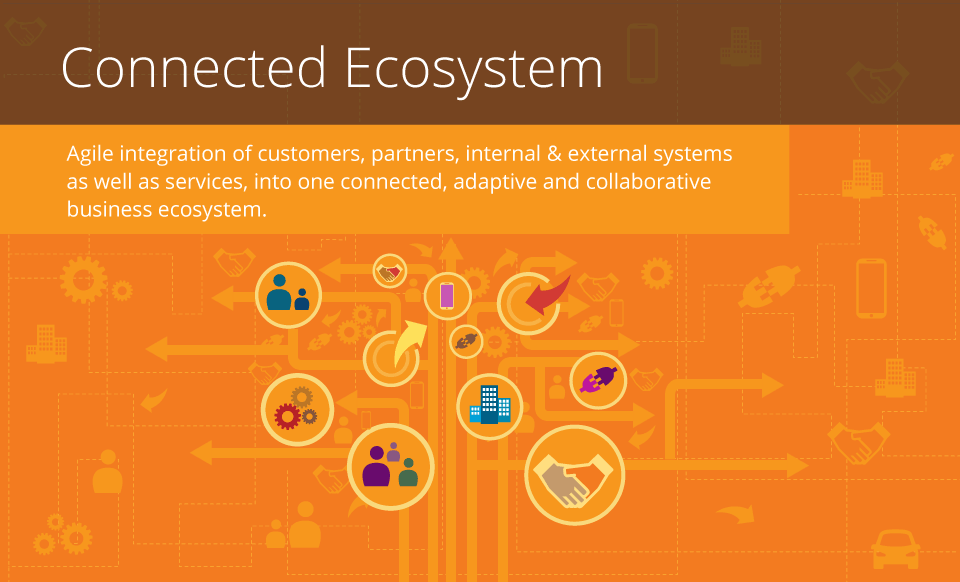 Connected Ecosystem
Agile integration of customers, partners, internal & external systems
as well as services, into one connected, adaptive and collaborative
business ecosystem.